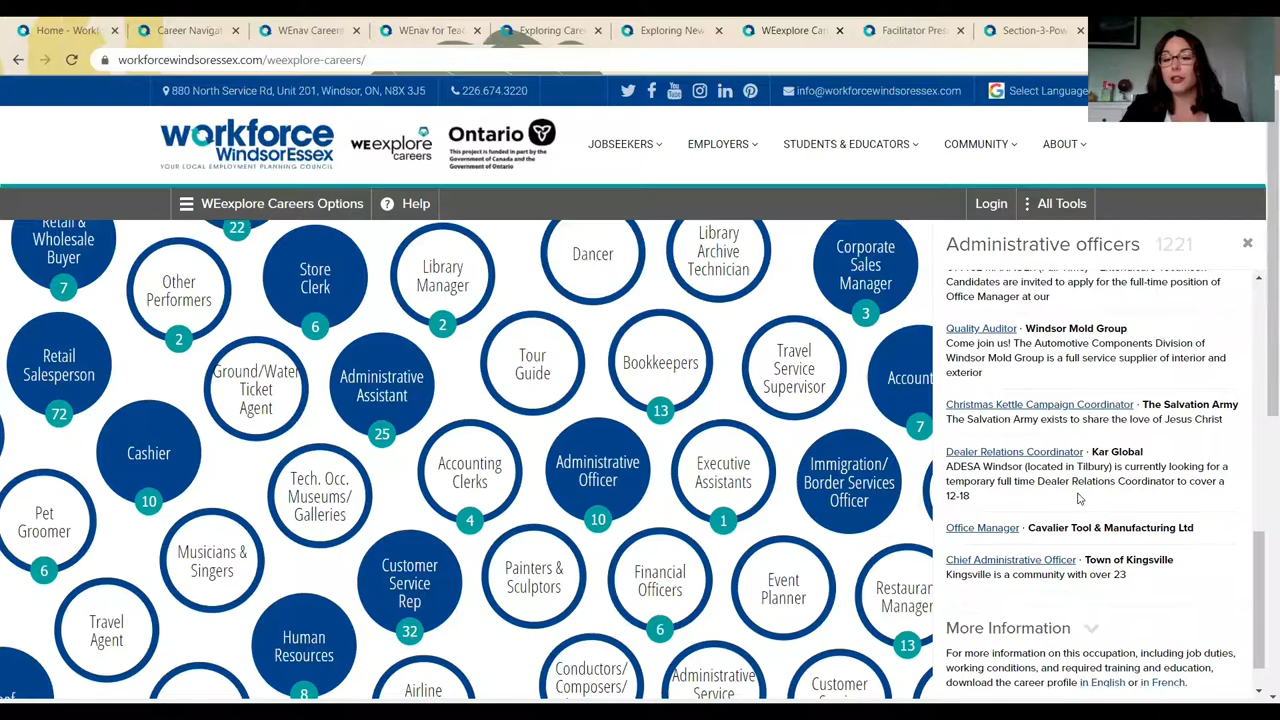 Home - Workf
Career Navigat
WEnav Careers
WEnav for Tea
Exploring Care
Exploring New
WExplore Car
Facilitator Pres
Section-3-Pow
workforcewindsoressex.com/weexplore-careers/
880 North Service Rd, Unit 201, Windsor, ON, N8X 3J5
226.674.3220
info@workforcewindsoressex.com
Select Language
workforce
WINDSORESSEX
YOUR LOCAL EMPLOYMENT PLANNING COUNCIL
WEexplore
careers
Ontario
This project is funded in part by the
Government of Canada and the
Government of Ontario
JOBSEEKERS
EMPLOYERS
STUDENTS & EDUCATORS
COMMUNITY
ABOUT
WEexplore Careers Options
Help
Login
All Tools
Retail &
Wholesale
Buyer
7
22
Other
Performers
2
Store
Clerk
6
Library
Manager
2
Dancer
Library
Archive
Technician
Corporate
Sales
Manager
3
Retail
Salesperson
72
Ground/Water
Ticket
Agent
Administrative
Assistant
25
Tour
Guide
Bookkeepers
13
Travel
Service
Supervisor
Account
7
Cashier
10
Tech. Occ.
Museums/
Galleries
Accounting
Clerks
4
Administrative
Officer
10
Executive
Assistants
1
Immigration/
Border Services
Officer
Pet
Groomer
6
Musicians &
Singers
Customer
Service
Rep
32
Painters &
Sculptors
Financial
Officers
6
Event
Planner
Restaurant
Manager
13
Travel
Agent
Human
Resources
8
Airline
Conductors/
Composers/
Administrative
Service
Customer
Administrative officers 1221
Candidates are invited to apply for the full-time position of
Office Manager at our
Quality Auditor · Windsor Mold Group
Come join us! The Automotive Components Division of
Windsor Mold Group is a full service supplier of interior and
exterior
Christmas Kettle Campaign Coordinator · The Salvation Army
The Salvation Army exists to share the love of Jesus Christ
Dealer Relations Coordinator · Kar Global
ADESA Windsor (located in Tilbury) is currently looking for a
temporary full time Dealer Relations Coordinator to cover a
12-18
Office Manager · Cavalier Tool & Manufacturing Ltd
Chief Administrative Officer · Town of Kingsville
Kingsville is a community with over 23
More Information
For more information on this occupation, including job duties,
working conditions, and required training and education,
download the career profile in English or in French.